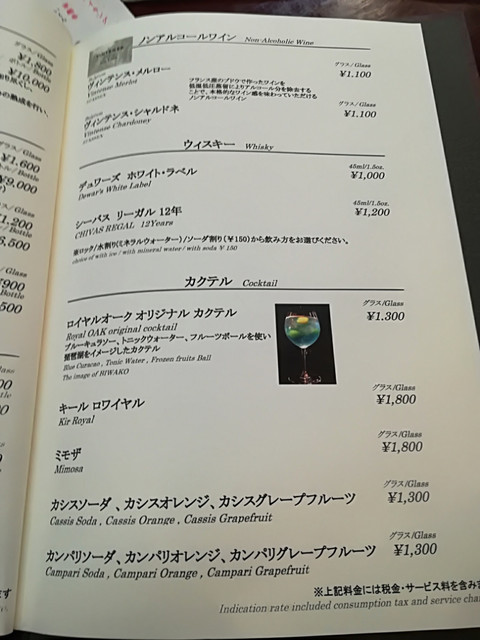 ノンアルコールワイン Non-Alcoholic Wine
グラス/Glass
ヴィンテンス・メルロー ¥1.100
Vintense Merlot
フランス産のブドウで作ったワインを
低温低圧蒸留によりアルコール分を除去する
ことで、本格的なワイン感を味わっていただける
ノンアルコールワイン
グラス/Glass
ヴィンテンス・シャルドネ ¥1.100
Vintense Chardoney
ウィスキー Whisky
45ml/1.5oz.
デュワーズ ホワイト・ラベル ¥1,000
Dewar's White Label
45ml/1.5oz.
シーバス リーガル 12年 ¥1,200
CHIVAS REGAL 12Years
※ロック/水割り(ミネラルウォーター)/ソーダ割り(¥150)から飲み方をお選びください。
choice of with ice / with mineral water / with soda ¥ 150
カクテル Cocktail
グラス/Glass
ロイヤルオーク オリジナル カクテル ¥1.300
Royal OAK original cocktail
ブルーキュラソー、トニックウォーター、フルーツボールを使い
琵琶湖をイメージしたカクテル
Blue Curacao , Tonic Water , Frozen fruits Ball
The image of BIWAKO
グラス/Glass
キール ロワイヤル ¥1,800
Kir Royal
グラス/Glass
ミモザ ¥1,800
Mimosa
グラス/Glass
カシスソーダ 、カシスオレンジ、カシスグレープフルーツ ¥1,300
Cassis Soda , Cassis Orange , Cassis Grapefruit
グラス/Glass
カンパリソーダ、カンパリオレンジ、カンパリグレープフルーツ ¥1,300
Campari Soda , Campari Orange , Campari Grapefruit
※上記料金には税金・サービス料を含み
Indication rate included consumption tax and service cha